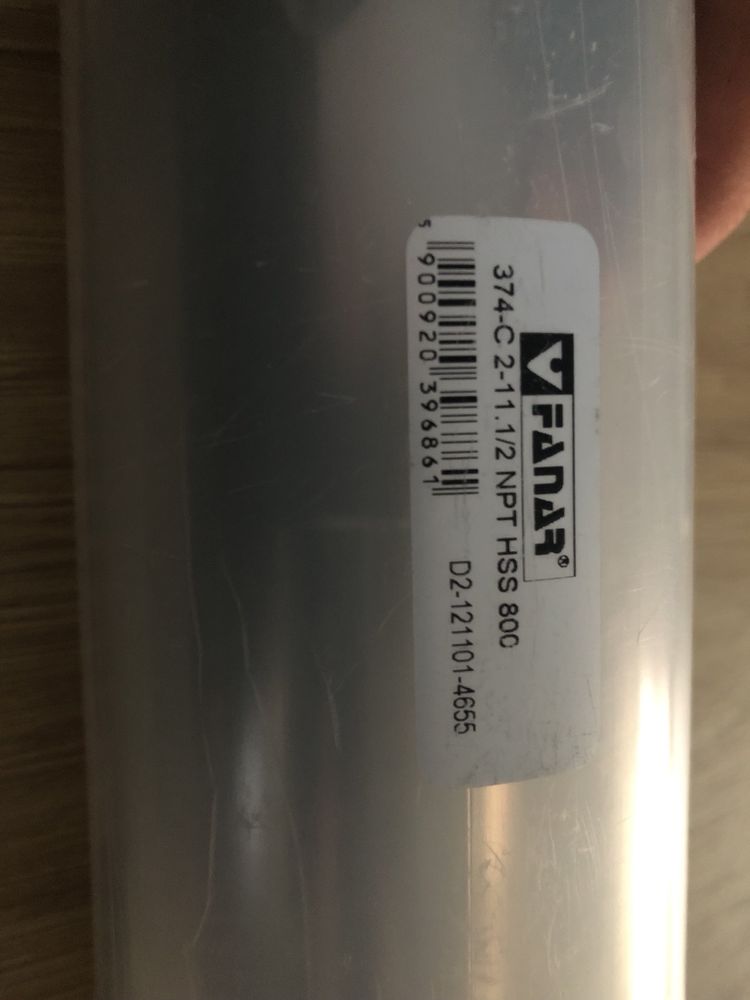 FANAR®
374-C 2-11.1/2 NPT HSS 800
5 900920 396861
D2-121101-4655